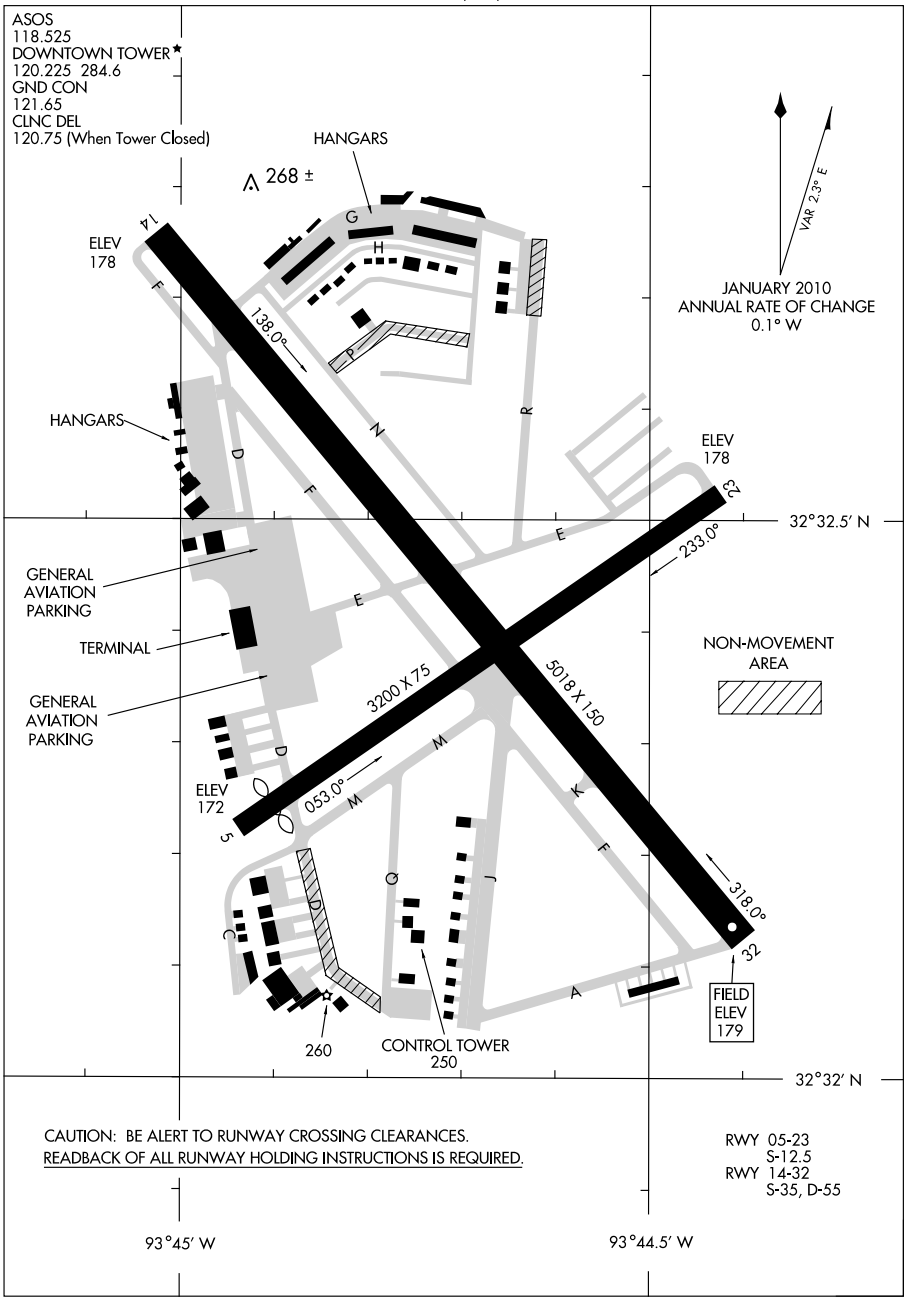 ASOS
118.525
DOWNTOWN TOWER
120.225 284.6
GND CON
121.65
CLNC DEL
120.75 (When Tower Closed)
HANGARS
268 ±
VAR 2.3° E
JANUARY 2010
ANNUAL RATE OF CHANGE
0.1° W
14
ELEV
178
G
H
F
138.0°
P
N
R
HANGARS
D
F
ELEV
178
23
32°32.5' N
233.0°
E
E
GENERAL
AVIATION
PARKING
TERMINAL
GENERAL
AVIATION
PARKING
NON-MOVEMENT
AREA
3200 X 75
5018 X 150
D
M
M
053.0°
ELEV
172
5
K
F
J
Q
D
C
A
318.0°
32
FIELD
ELEV
179
260
CONTROL TOWER
250
32°32' N
CAUTION: BE ALERT TO RUNWAY CROSSING CLEARANCES.
READBACK OF ALL RUNWAY HOLDING INSTRUCTIONS IS REQUIRED.
RWY 05-23
S-12.5
RWY 14-32
S-35, D-55
93°45' W
93°44.5' W